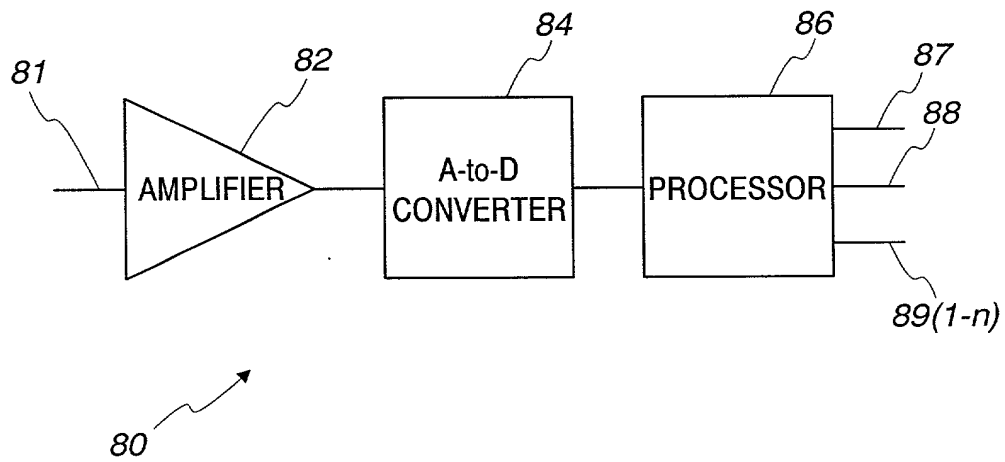 81
82
84
86
87
88
AMPLIFIER
A-to-D
CONVERTER
PROCESSOR
89(1-n)
80